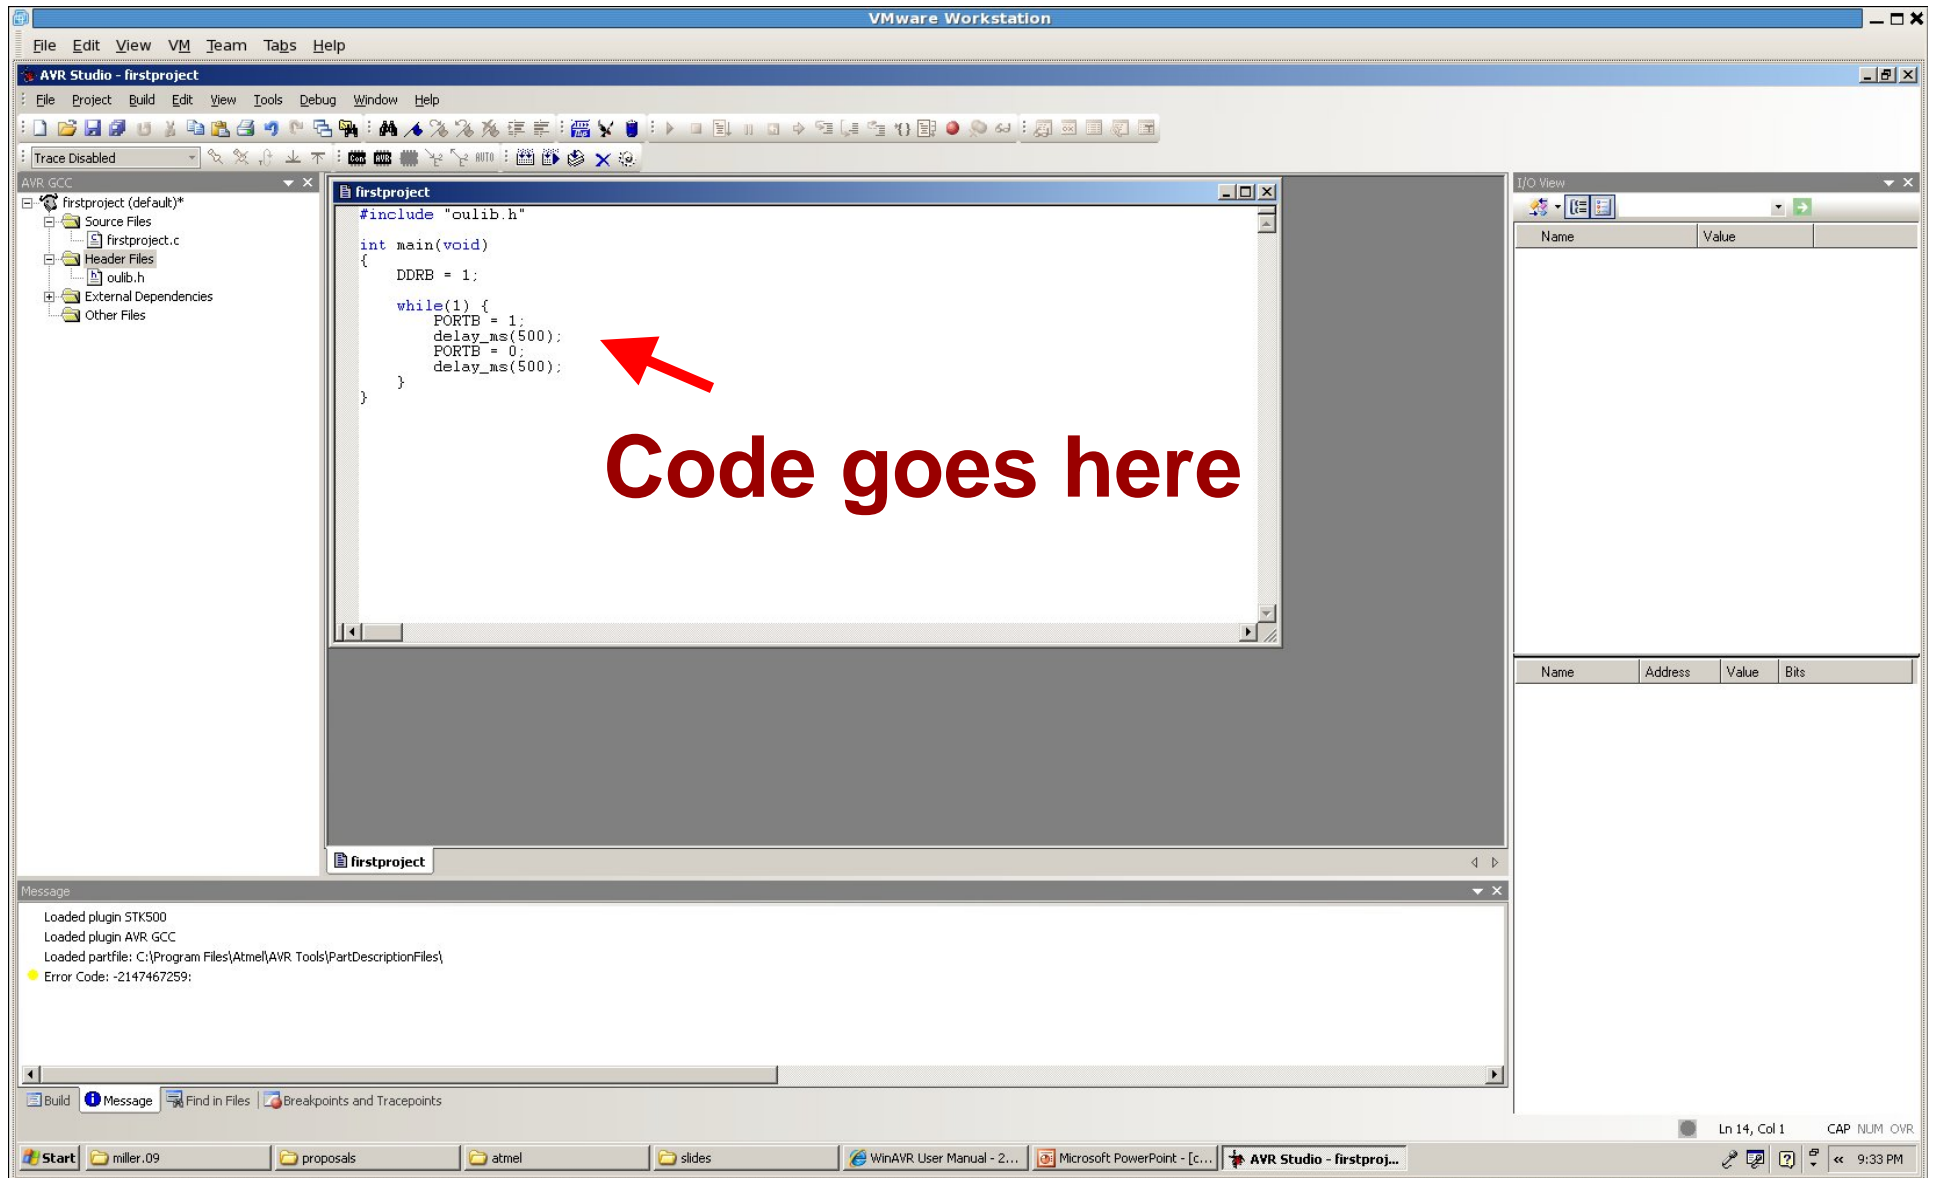 VMware Workstation
File Edit View VM Team Tabs Help
AVR Studio - firstproject
File Project Build Edit View Tools Debug Window Help
Trace Disabled
Con AVR AUTO
AVR GCC
firstproject (default)*
Source Files
firstproject.c
Header Files
oulib.h
External Dependencies
Other Files
firstproject
#include "oulib.h"
int main(void)
{
DDRB = 1;
while(1) {
PORTB = 1;
delay_ms(500);
PORTB = 0;
delay_ms(500);
}
}
Code goes here
firstproject
I/O View
Name Value
Name Address Value Bits
Message
Loaded plugin STK500
Loaded plugin AVR GCC
Loaded partfile: C:\Program Files\Atmel\AVR Tools\PartDescriptionFiles\
Error Code: -2147467259:
Build Message Find in Files Breakpoints and Tracepoints
Ln 14, Col 1 CAP NUM OVR
Start miller.09 proposals atmel slides WinAVR User Manual - 2... Microsoft PowerPoint - [c... AVR Studio - firstproj... 9:33 PM